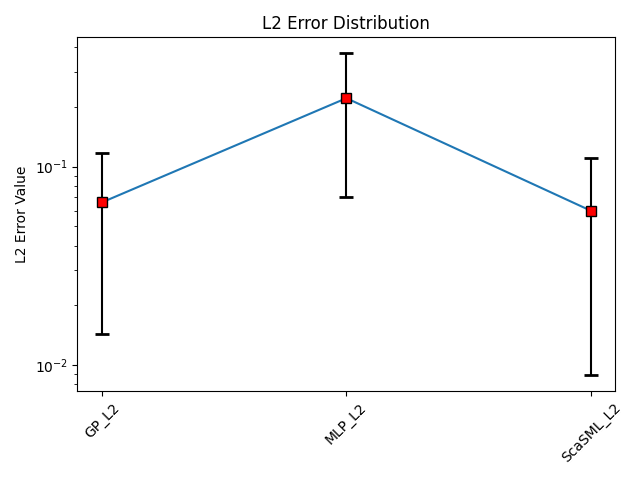 L2 Error Distribution
L2 Error Value
10⁻¹
10⁻²
GP_L2
MLP_L2
ScaSML_L2